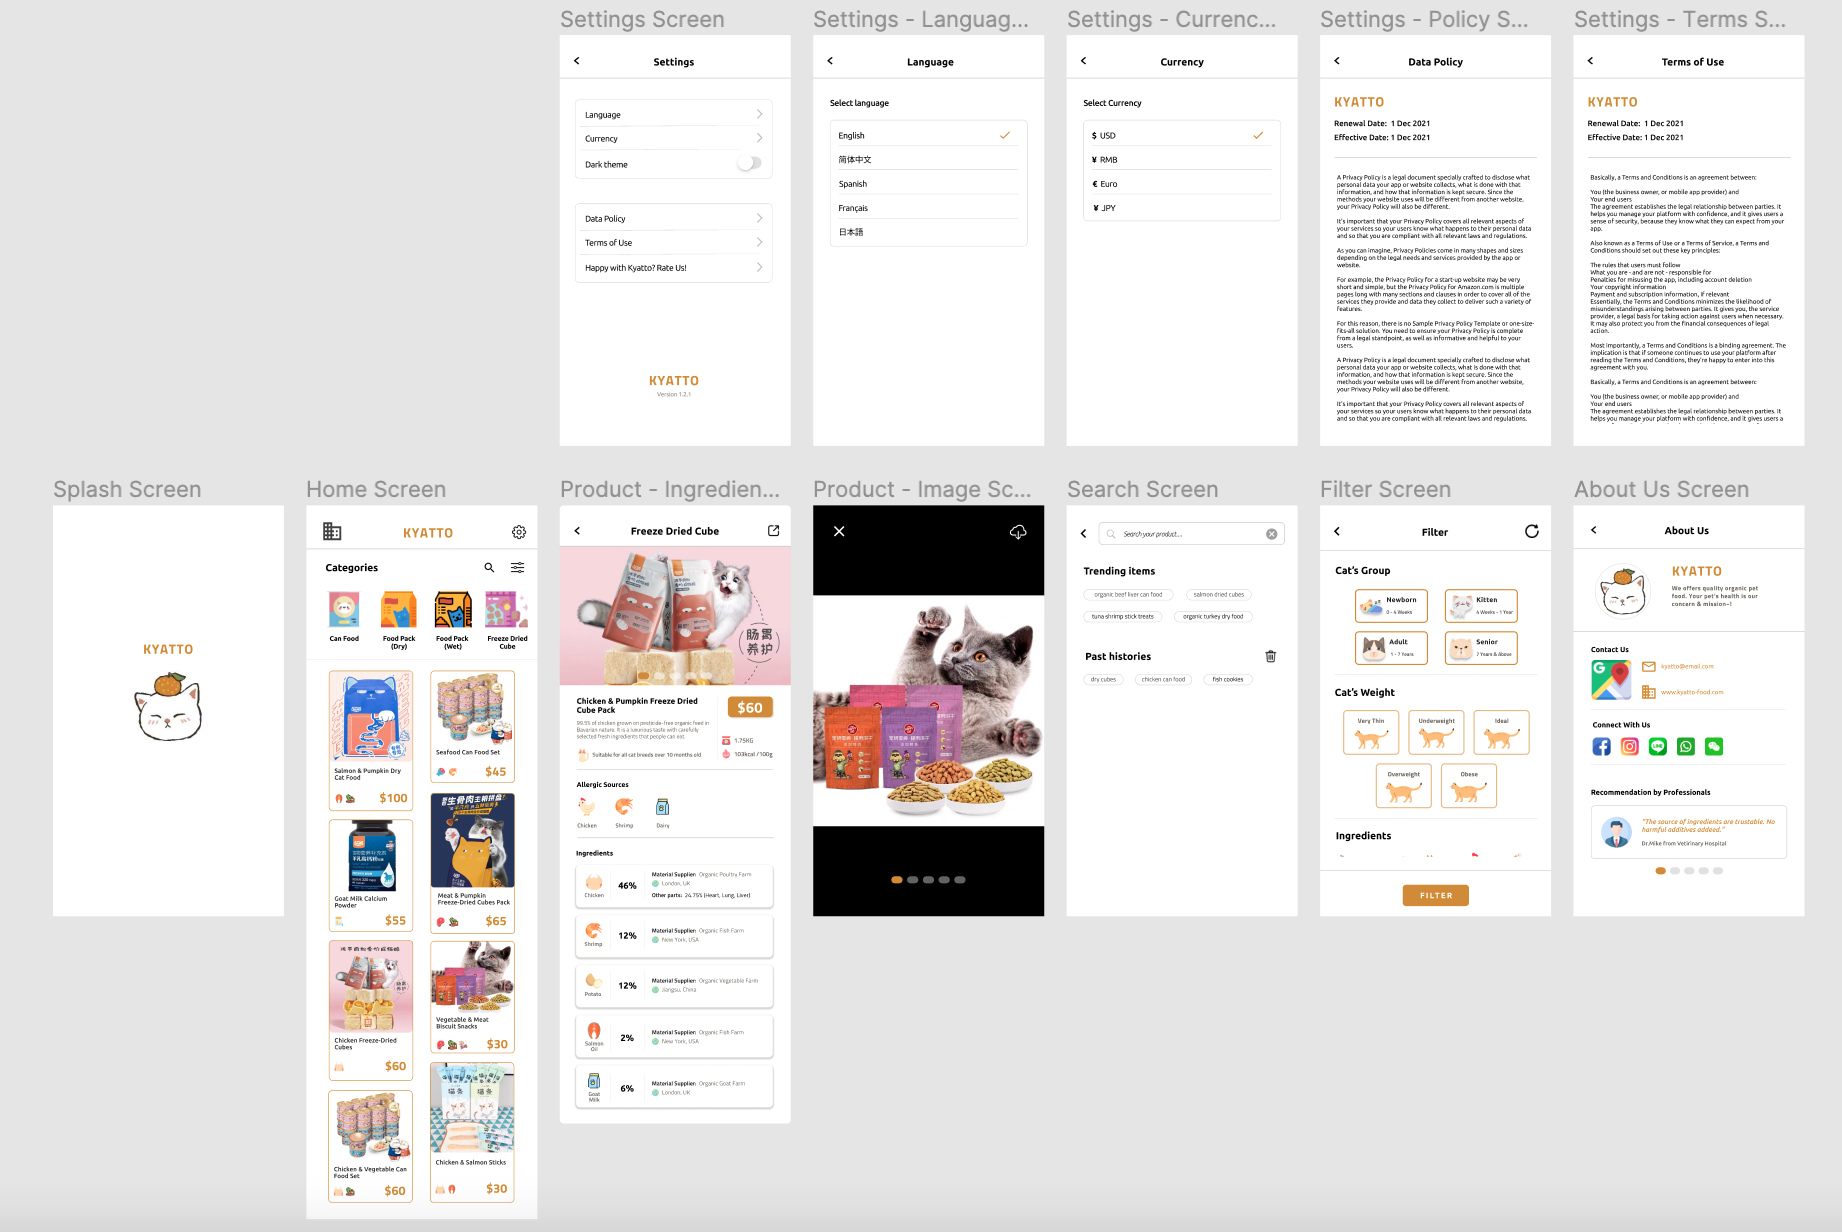 Settings Screen
Settings
Language
Currency
Dark theme
Data Policy
Terms of Use
Happy with Kyatto? Rate Us!
KYATTO
Version 1.2.1
Settings - Languag...
Language
Select language
English
简体中文
Spanish
Français
日本語
Settings - Currenc...
Currency
Select Currency
$ USD
¥ RMB
€ Euro
¥ JPY
Settings - Policy S...
Data Policy
KYATTO
Renewal Date: 1 Dec 2021
Effective Date: 1 Dec 2021
A Privacy Policy is a legal document specially crafted to disclose what
personal data your app or website collects, what is done with that
information, and how that information is kept secure. Since the
methods your website uses will be different from another website,
your Privacy Policy will also be different.
It's important that your Privacy Policy covers all relevant aspects of
your services so your users know what happens to their personal data
and so that you are compliant with all relevant laws and regulations.
As you can imagine, Privacy Policies come in many shapes and sizes
depending on the legal needs and services provided by the app or
website.
For example, the Privacy Policy for a start-up website may be very
short and simple, but the Privacy Policy for Amazon.com is multiple
pages long with many sections and clauses in order to cover all of the
services they provide and data they collect to deliver such a variety of
features.
For this reason, there is no Sample Privacy Policy Template or one-size-
fits-all solution. You need to ensure your Privacy Policy is complete
from a legal standpoint, as well as informative and helpful to your
users.
A Privacy Policy is a legal document specially crafted to disclose what
personal data your app or website collects, what is done with that
information, and how that information is kept secure. Since the
methods your website uses will be different from another website,
your Privacy Policy will also be different.
It's important that your Privacy Policy covers all relevant aspects of
your services so your users know what happens to their personal data
and so that you are compliant with all relevant laws and regulations.
Settings - Terms S...
Terms of Use
KYATTO
Renewal Date: 1 Dec 2021
Effective Date: 1 Dec 2021
Basically, a Terms and Conditions is an agreement between:
You (the business owner, or mobile app provider) and
Your end users
The agreement establishes the legal relationship between parties. It
helps you manage your platform with confidence, and it gives users a
sense of security, because they know what they can expect from your
app.
Also known as a Terms of Use or a Terms of Service, a Terms and
Conditions should set out these key principles:
The rules that users must follow
What you are - and are not - responsible for
Penalties for misusing the app, including account deletion
Your copyright information
Payment and subscription information, if relevant
Essentially, the Terms and Conditions minimizes the likelihood of
misunderstandings arising between parties. It gives you, the service
provider, a legal basis for taking action against users when necessary.
It may also protect you from the financial consequences of legal
action.
Most importantly, a Terms and Conditions is a binding agreement. The
implication is that if someone continues to use your platform after
reading the Terms and Conditions, they're happy to enter into this
agreement with you.
Basically, a Terms and Conditions is an agreement between:
You (the business owner, or mobile app provider) and
Your end users
The agreement establishes the legal relationship between parties. It
helps you manage your platform with confidence, and it gives users a
Splash Screen
KYATTO
Home Screen
KYATTO
Categories
Can Food
Food Pack
(Dry)
Food Pack
(Wet)
Freeze Dried
Cube
Salmon & Pumpkin Dry
Cat Food
$100
Seafood Can Food Set
$45
Goat Milk Calcium
Powder
$55
生骨肉主粮拼盘
Meat & Pumpkin
Freeze-Dried Cubes Pack
$65
Chicken Freeze-Dried
Cubes
$60
Vegetable & Meat
Biscuit Snacks
$30
Chicken & Vegetable Can
Food Set
$60
猫条
Chicken & Salmon Sticks
$30
Product - Ingredien...
Freeze Dried Cube
肠胃
养护
Chicken & Pumpkin Freeze Dried
Cube Pack
$60
99.5% of chicken grown on pesticide-free organic feed in
Bavarian nature. It is a luxurious taste with carefully
selected fresh ingredients that people can eat.
Suitable for all cat breeds over 10 months old
1.75KG
103kcal /100g
Allergic Sources
Chicken
Shrimp
Dairy
Ingredients
Chicken
46%
Material Supplier: Organic Poultry Farm
London, UK
Other parts: 24.75% (Heart, Lung, Liver)
Shrimp
12%
Material Supplier: Organic Fish Farm
New York, USA
Potato
12%
Material Supplier: Organic Vegetable Farm
Jiangsu, China
Salmon
Oil
2%
Material Supplier: Organic Fish Farm
New York, USA
Goat
Milk
6%
Material Supplier: Organic Goat Farm
London, UK
Product - Image Sc...
Search Screen
Search your product...
Trending items
organic beef liver can food
salmon dried cubes
tuna shrimp stick treats
organic turkey dry food
Past histories
dry cubes
chicken can food
fish cookies
Filter Screen
Filter
Cat's Group
Newborn
0 - 4 Weeks
Kitten
4 Weeks - 1 Year
Adult
1 - 7 Years
Senior
7 Years & Above
Cat's Weight
Very Thin
Underweight
Ideal
Overweight
Obese
Ingredients
FILTER
About Us Screen
About Us
KYATTO
We offers quality organic pet
food. Your pet's health is our
concern & mission~!
Contact Us
kyatto@email.com
www.kyatto-food.com
Connect With Us
Recommendation by Professionals
"The source of ingredients are trustable. No
harmful additives addeed."
Dr.Mike from Vetirinary Hospital